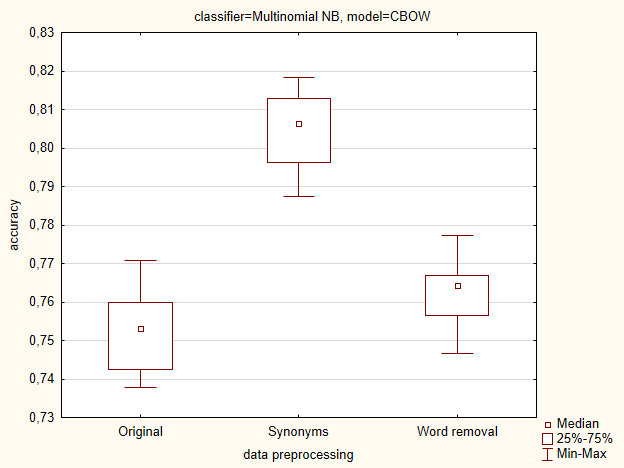 classifier=Multinomial NB, model=CBOW
0,83
0,82
0,81
0,80
0,79
0,78
0,77
0,76
0,75
0,74
0,73
accuracy
Original
Synonyms
Word removal
data preprocessing
Median
25%-75%
Min-Max